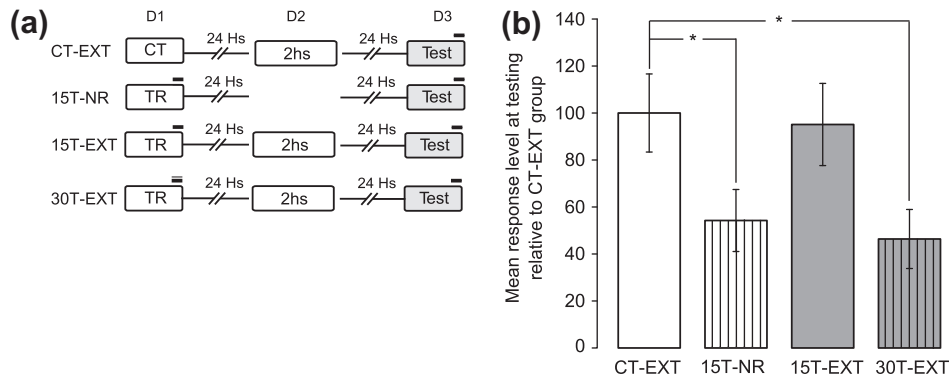 (a)
D1 D2 D3
CT-EXT CT 24 Hs 2hs 24 Hs Test
15T-NR TR 24 Hs 24 Hs Test
15T-EXT TR 24 Hs 2hs 24 Hs Test
30T-EXT TR 24 Hs 2hs 24 Hs Test
(b)
Mean response level at testing
relative to CT-EXT group
140
120
100
80
60
40
20
0
*
*
CT-EXT 15T-NR 15T-EXT 30T-EXT